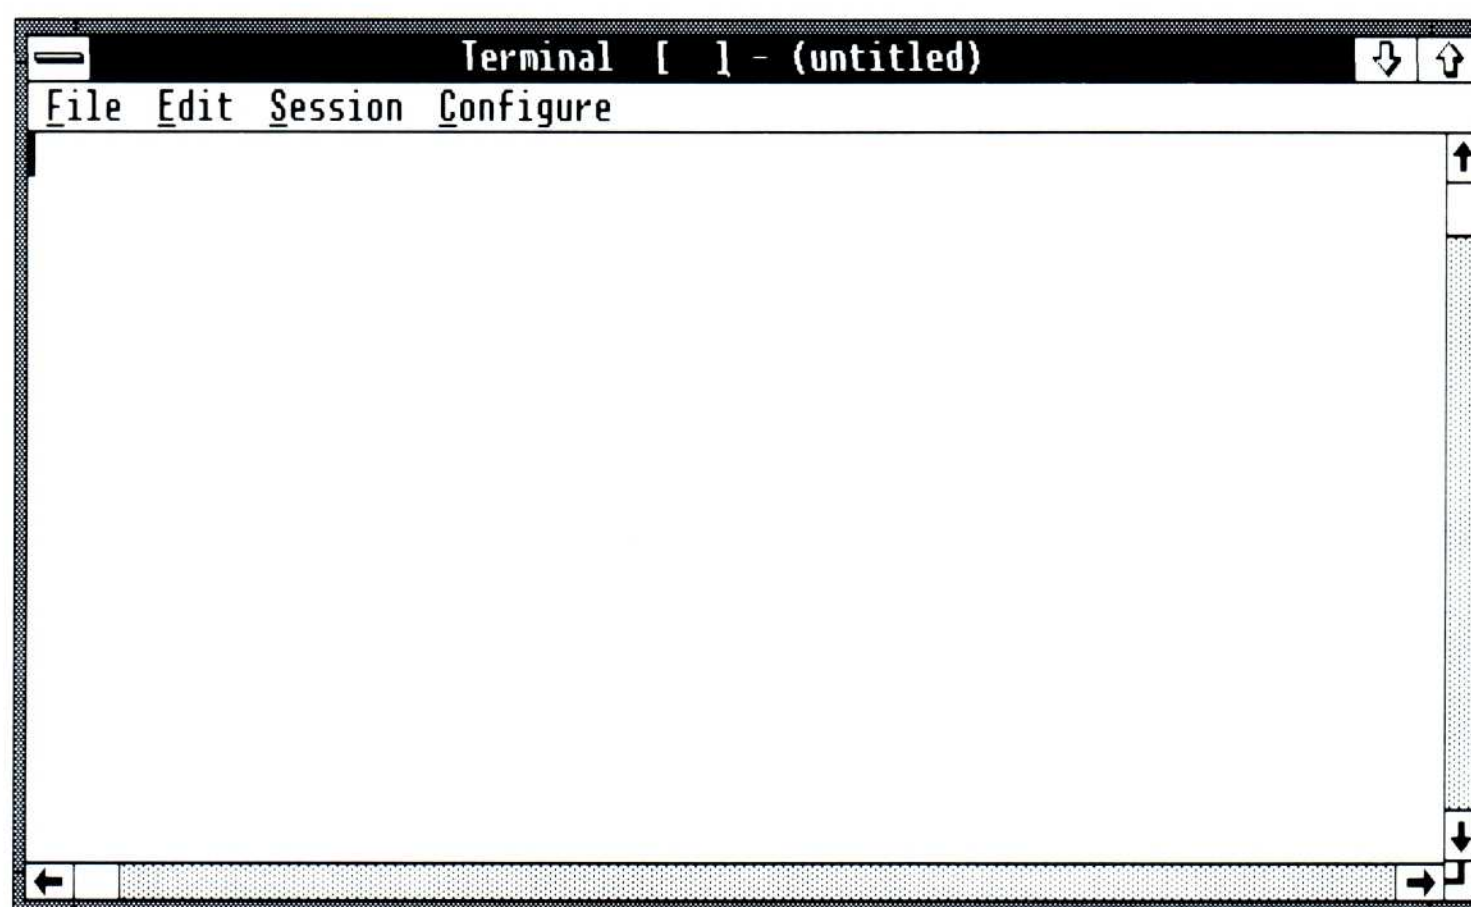 Terminal [ ] - (untitled)
File Edit Session Configure